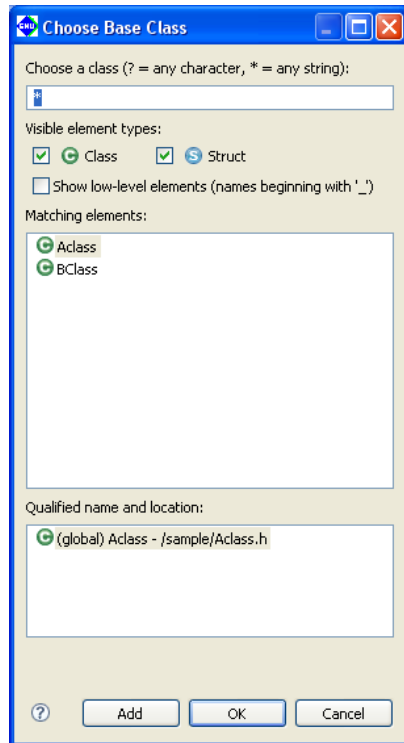 GNU Choose Base Class
Choose a class (? = any character, * = any string):
*
Visible element types:
C Class S Struct
Show low-level elements (names beginning with '_')
Matching elements:
C Aclass
C BClass
Qualified name and location:
C (global) Aclass - /sample/Aclass.h
? Add OK Cancel